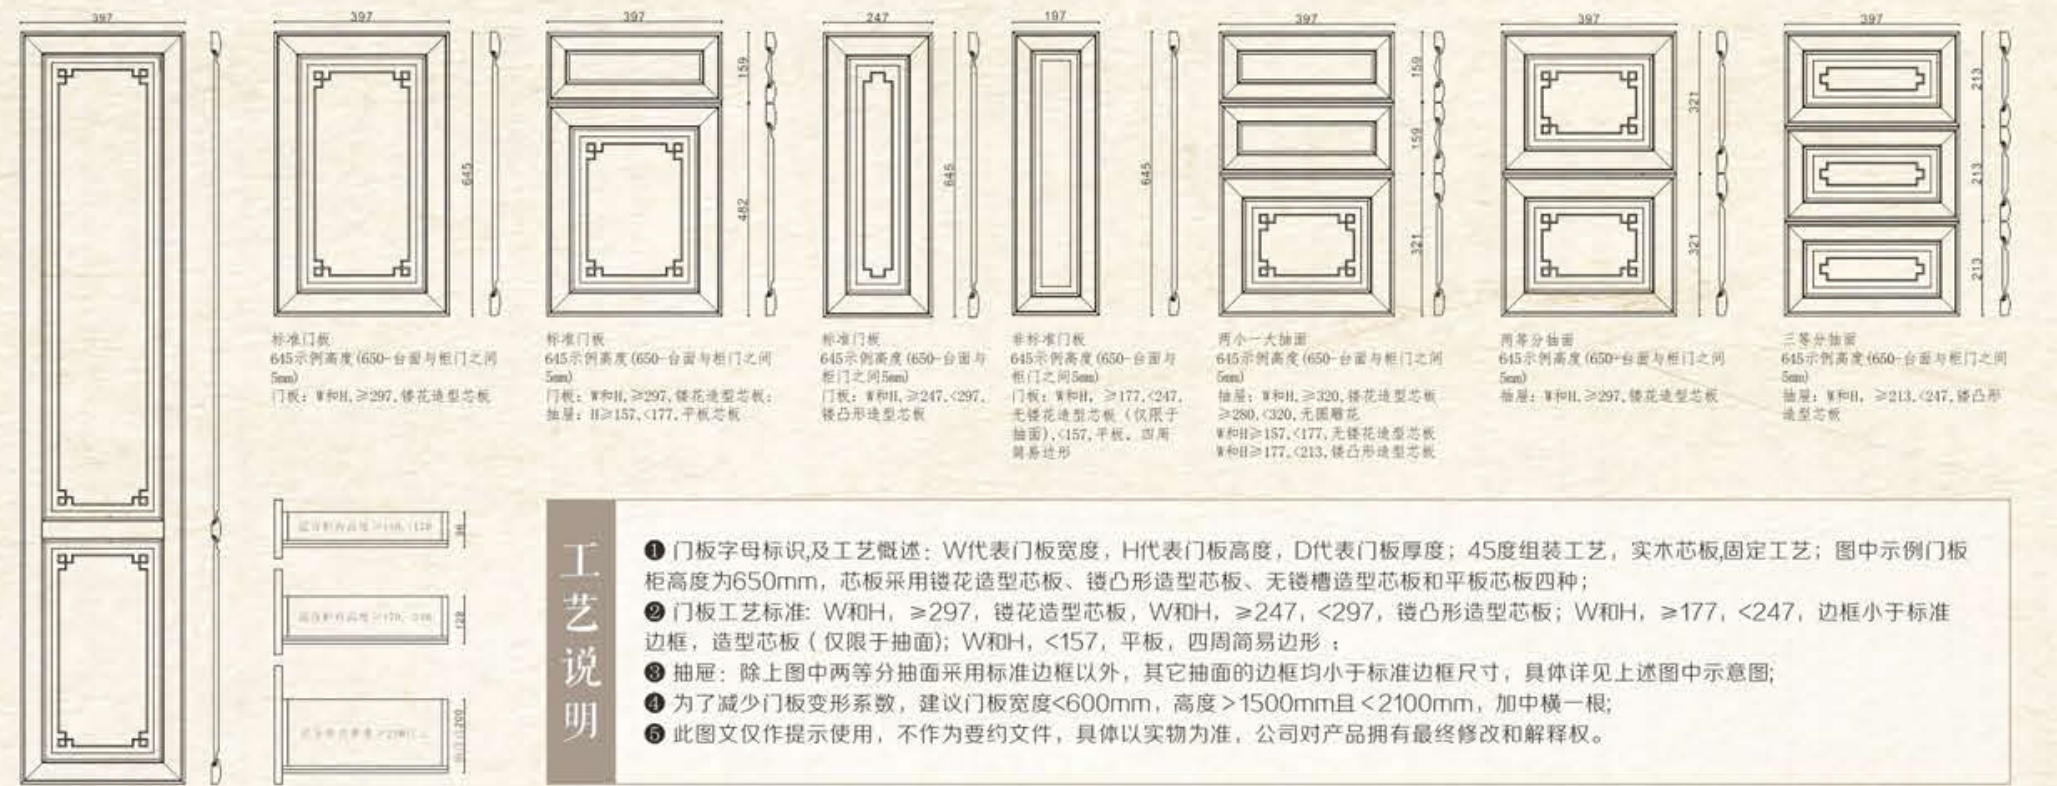 397
397
397
247
197
397
397
397
645
159
482
645
645
159
159
321
321
321
213
213
213
标准门板
645示例高度(650-台面与柜门之间
5mm)
门板: W和H,≥297,镂花造型芯板
标准门板
645示例高度(650-台面与柜门之间
5mm)
门板: W和H,≥297,镂花造型芯板;
抽屉: H≥157,<177,平板芯板
标准门板
645示例高度(650-台面与
柜门之间5mm)
门板: W和H,≥247,<297,
镂凸形造型芯板
非标准门板
645示例高度(650-台面与
柜门之间5mm)
门板: W和H, ≥177,<247,
无镂花造型芯板 (仅限于
抽面),<157,平板, 四周
简易边形
两小一大抽面
645示例高度(650-台面与柜门之间
5mm)
抽屉: W和H,≥320,镂花造型芯板
≥280,<320,无图雕花
W和H≥157,<177,无镂花造型芯板
W和H≥177,<213,镂凸形造型芯板
两等分抽面
645示例高度(650-台面与柜门之间
5mm)
抽屉: W和H,≥297,镂花造型芯板
三等分抽面
645示例高度(650-台面与柜门之间
5mm)
抽屉: W和H, ≥213,<247,镂凸形
造型芯板
128
工艺说明
❶ 门板字母标识,及工艺慨述: W代表门板宽度, H代表门板高度, D代表门板厚度; 45度组装工艺, 实木芯板,固定工艺; 图中示例门板
柜高度为650mm, 芯板采用镂花造型芯板、镂凸形造型芯板、无镂槽造型芯板和平板芯板四种;
❷ 门板工艺标准: W和H, ≥297, 镂花造型芯板, W和H, ≥247, <297, 镂凸形造型芯板; W和H, ≥177, <247, 边框小于标准
边框, 造型芯板 ( 仅限于抽面); W和H, <157, 平板, 四周简易边形 ;
❸ 抽屉: 除上图中两等分抽面采用标准边框以外, 其它抽面的边框均小于标准边框尺寸, 具体详见上述图中示意图;
❹ 为了减少门板变形系数, 建议门板宽度<600mm, 高度>1500mm且<2100mm, 加中横一根;
❺ 此图文仅作提示使用, 不作为要约文件, 具体以实物为准, 公司对产品拥有最终修改和解释权。